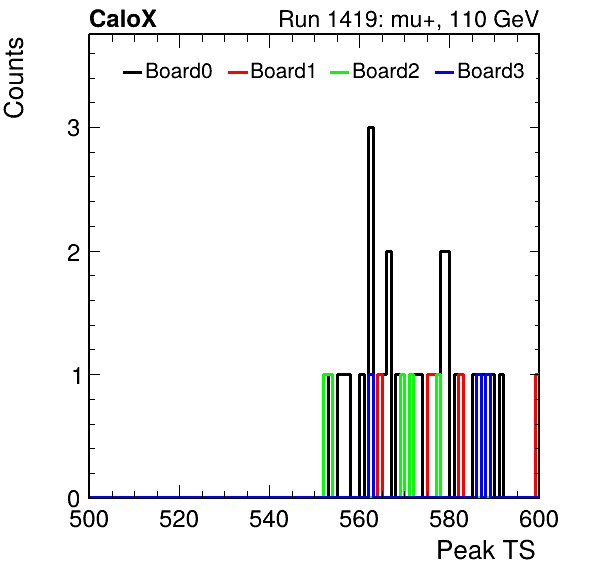 CaloX Run 1419: mu+, 110 GeV
Counts
Board0 Board1 Board2 Board3
3
2
1
0
500 520 540 560 580 600
Peak TS